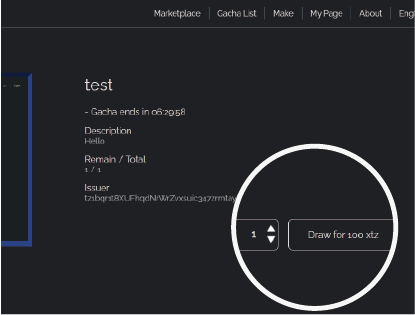 Marketplace Gacha List Make My Page About Eng
test
- Gacha ends in 06:29:58
Description
Hello
Remain / Total
1 / 1
Issuer
1 Draw for 100 xtz